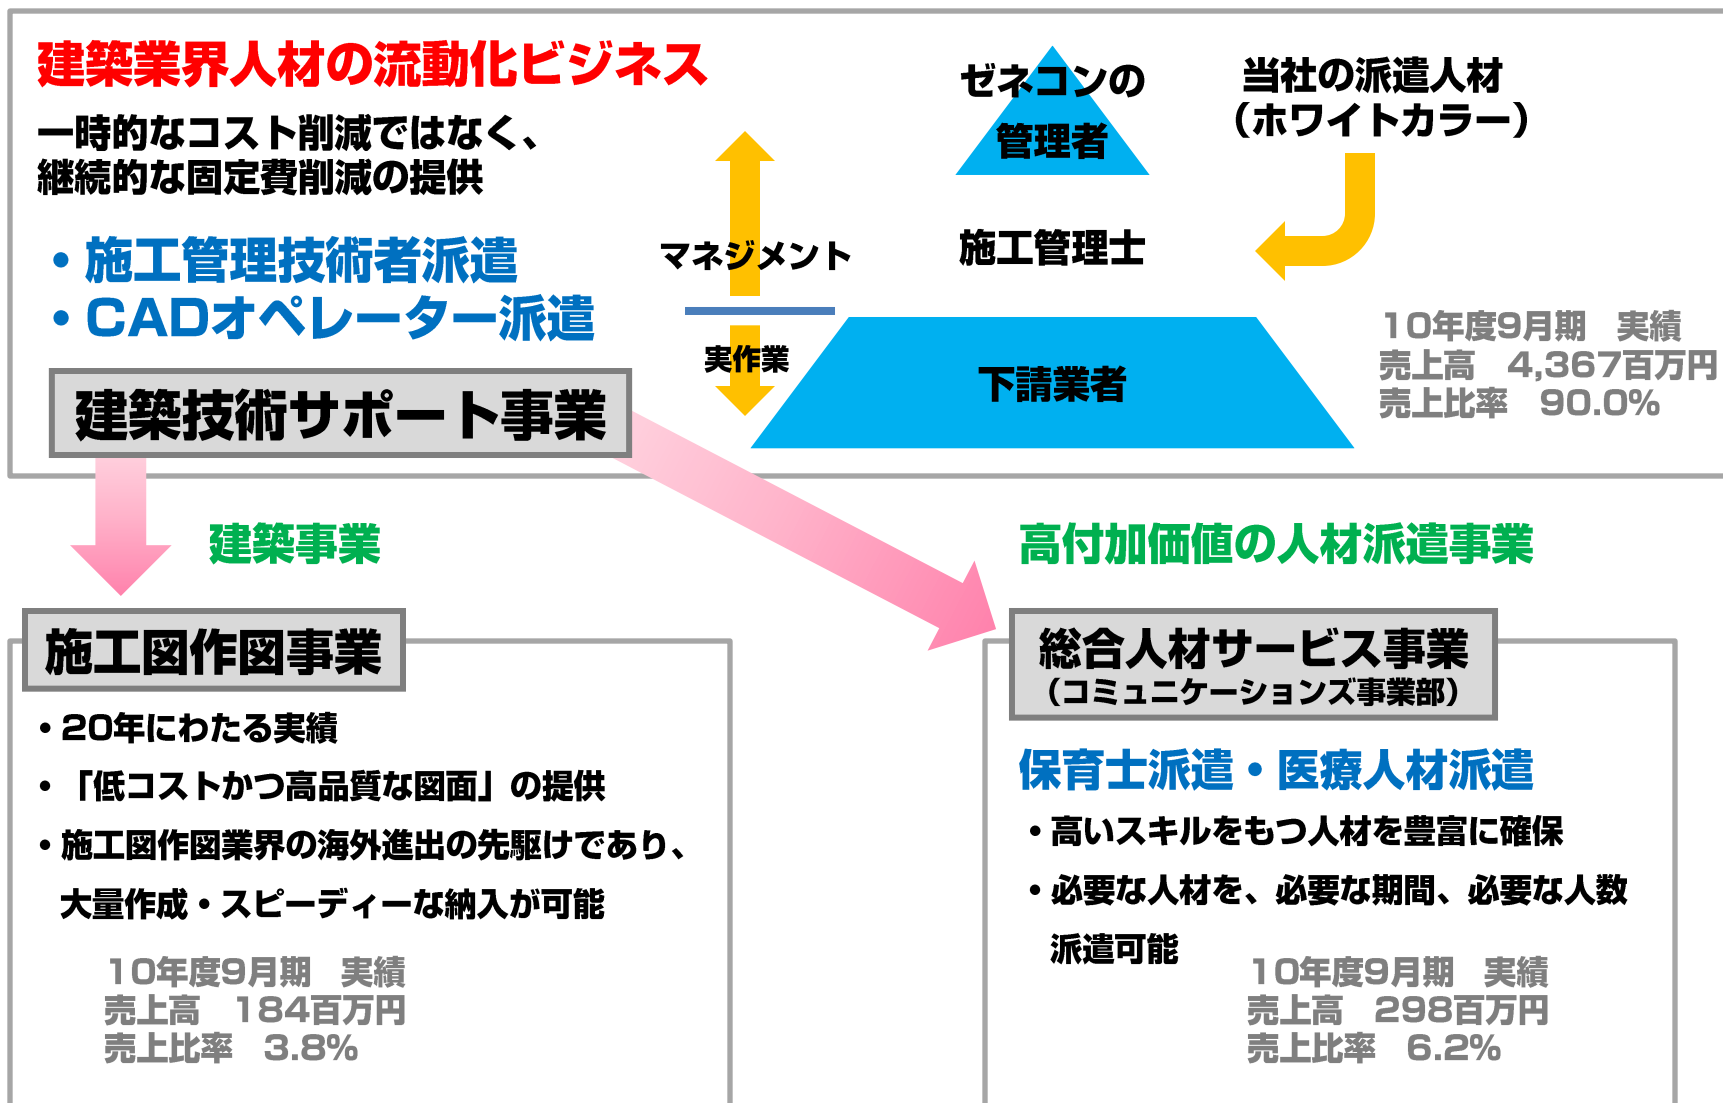 建築業界人材の流動化ビジネス
一時的なコスト削減ではなく、
継続的な固定費削減の提供
・施工管理技術者派遣
・CADオペレーター派遣
建築技術サポート事業
マネジメント
実作業
ゼネコンの
管理者
施工管理士
下請業者
当社の派遣人材
（ホワイトカラー）
10年度9月期　実績
売上高　4,367百万円
売上比率　90.0%
建築事業
施工図作図事業
・20年にわたる実績
・「低コストかつ高品質な図面」の提供
・施工図作図業界の海外進出の先駆けであり、
大量作成・スピーディーな納入が可能
10年度9月期　実績
売上高　184百万円
売上比率　3.8%
高付加価値の人材派遣事業
総合人材サービス事業
（コミュニケーションズ事業部）
保育士派遣・医療人材派遣
・高いスキルをもつ人材を豊富に確保
・必要な人材を、必要な期間、必要な人数
派遣可能
10年度9月期　実績
売上高　298百万円
売上比率　6.2%